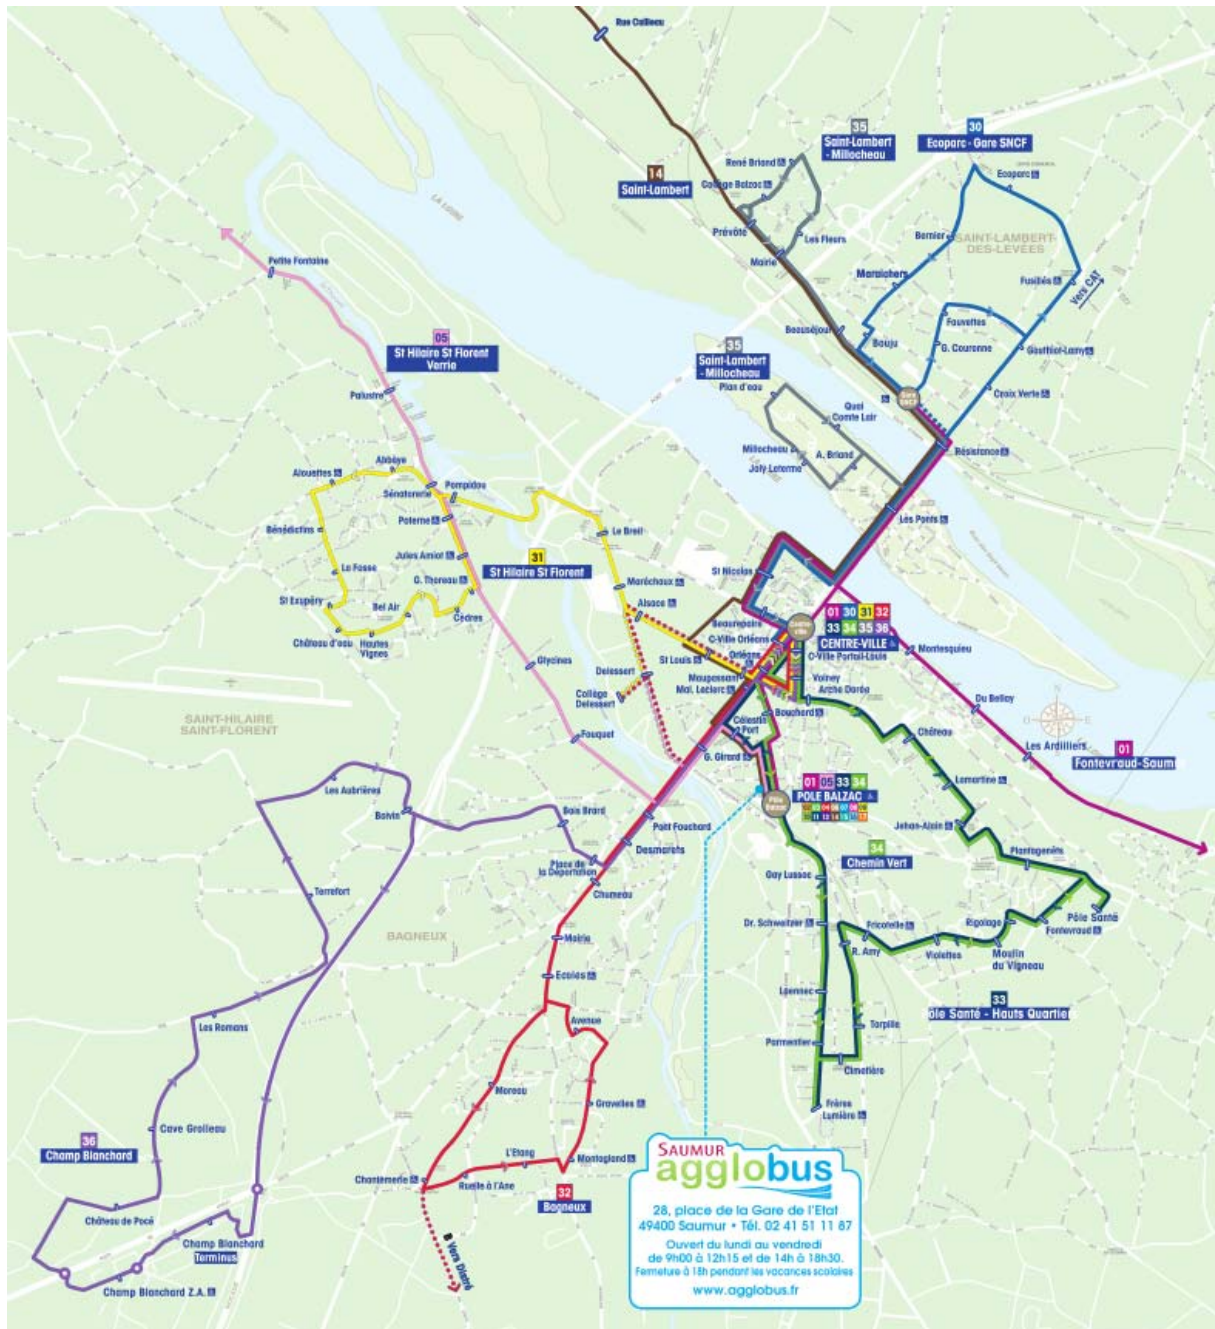 Rue Cailleau
35
Saint-Lambert
- Millocheau
30
Ecoparc - Gare SNCF
René Briand
Ecoparc
14
Saint-Lambert
Collège Balzac
LA LOIRE
Prévôté
Les Fleurs
Bernier
SAINT-LAMBERT-
DES-LEVÉES
Petite Fontaine
Mairie
Maraîchers
Fusillés
Vers CAT
05
St Hilaire St Florent
Verrie
Beauséjour
Fauvettes
Bouju
G. Couronne
Gauthiot-Lamy
35
Saint-Lambert
- Millocheau
Plan d'eau
Palustre
Gare
SNCF
Croix Verte
Quai
Comte Lair
Millocheau
A. Briand
Joly Leterme
Résistance
Abbaye
Alouettes
Sénatorerie
Pompidou
Les Ponts
Poterne
Bénédictins
Le Breil
Jules Amiot
31
St Hilaire St Florent
La Fosse
G. Thoreau
St Nicolas
Maréchaux
Alsace
St Exupéry
Bel Air
Cèdres
Beaurepaire
Centre-
ville
01 30 31 32
33 34 35 36
CENTRE-VILLE
Château d'eau
Hautes
Vignes
C-Ville Orléans
Orléans
C-Ville Portail-Louis
Montesquieu
St Louis
Glycines
Delessert
Maupassant
Mal. Leclerc
Volney
Arche Dorée
Collège
Delessert
Du Bellay
SAINT-HILAIRE
SAINT-FLORENT
Célestin
Port
Bouchard
O
E
Fouquet
Château
Les Ardilliers
01
Fontevraud-Saumu
G. Girard
Lamartine
01 05 33 34
POLE BALZAC
Pôle
Balzac
Les Aubrières
Boivin
Bois Brard
Pont Fouchard
Jehan-Alain
Desmarets
34
Chemin Vert
Plantagenêts
Place de
la Déportation
Chumeau
Gay Lussac
Terrefort
Dr. Schweitzer
Fricotelle
Rigolage
Pôle Santé
Fontevraud
BAGNEUX
Mairie
R. Amy
Violettes
Moulin
du Vigneau
Ecoles
Laennec
33
ôle Santé - Hauts Quartier
Les Romans
Avenue
Torpille
Parmentier
Cimetière
Moreau
Gravelles
Frères
Lumière
Cave Grolleau
36
Champ Blanchard
L'Etang
Montagland
Chantemerle
Ruelle à l'Ane
32
Bagneux
Château de Pocé
Champ Blanchard
Terminus
Champ Blanchard Z.A.
Vers Distré
SAUMUR
agglobus
28, place de la Gare de l'Etat
49400 Saumur • Tél. 02 41 51 11 87
Ouvert du lundi au vendredi
de 9h00 à 12h15 et de 14h à 18h30.
Fermeture à 18h pendant les vacances scolaires
www.agglobus.fr